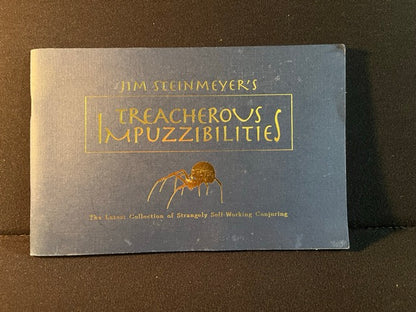 JIM STEINMEYER'S
TREACHEROUS
IMPUZZIBILITIES
The Latest Collection of Strangely Self-Working Conjuring